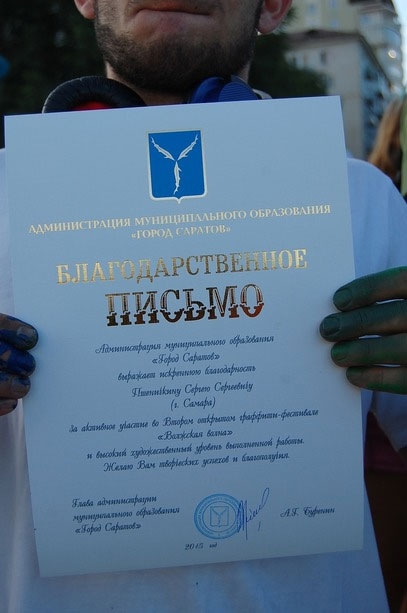 АДМИНИСТРАЦИЯ МУНИЦИПАЛЬНОГО ОБРАЗОВАНИЯ
«ГОРОД САРАТОВ»
БЛАГОДАРСТВЕННОЕ
ПИСЬМО
Администрация муниципального образования
«Город Саратов»
выражает искреннюю благодарность
Пшеникину Сергею Сергеевичу
(г. Самара)
за активное участие во Втором открытом граффити-фестивале
«Волжская волна»
и высокий художественный уровень выполненной работы.
Желаю Вам творческих успехов и благополучия.
Глава администрации
муниципального образования
«Город Саратов»
А.Г. Буренин
2015 год